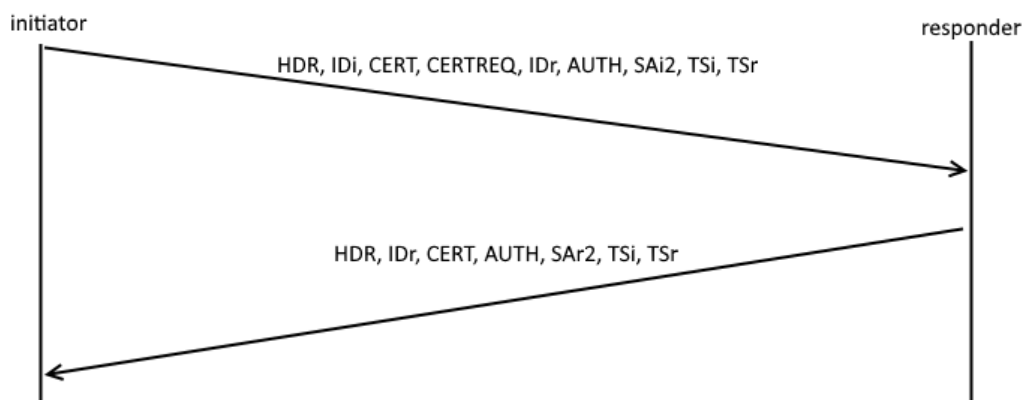 initiator
responder
HDR, IDi, CERT, CERTREQ, IDr, AUTH, SAi2, TSi, TSr
HDR, IDr, CERT, AUTH, SAr2, TSi, TSr